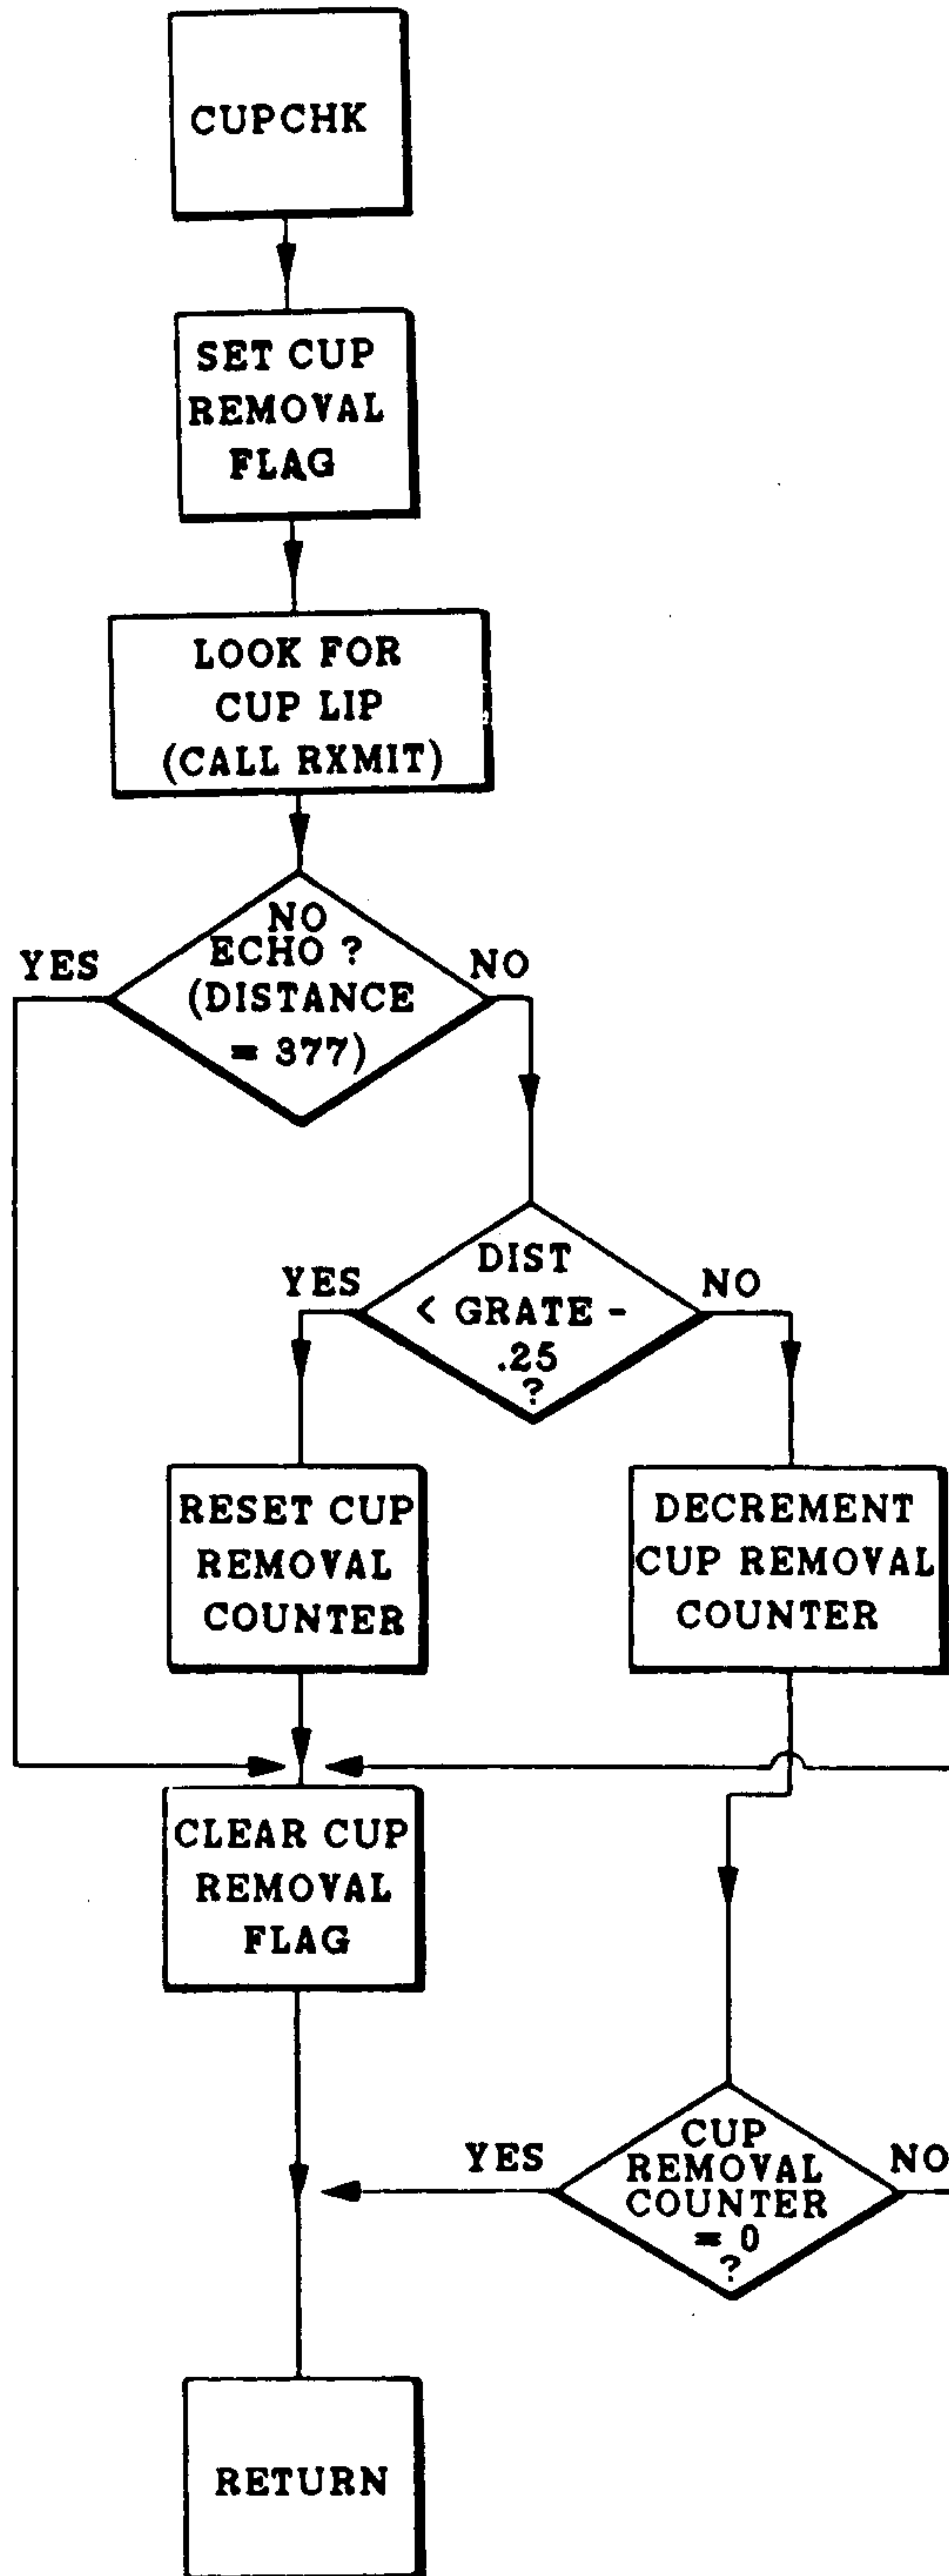 CUPCHK
SET CUP
REMOVAL
FLAG
LOOK FOR
CUP LIP
(CALL RXMIT)
NO
ECHO ?
(DISTANCE
= 377)
YES
NO
DIST
< GRATE -
.25
?
YES
NO
RESET CUP
REMOVAL
COUNTER
DECREMENT
CUP REMOVAL
COUNTER
CLEAR CUP
REMOVAL
FLAG
CUP
REMOVAL
COUNTER
= 0
?
YES
NO
RETURN